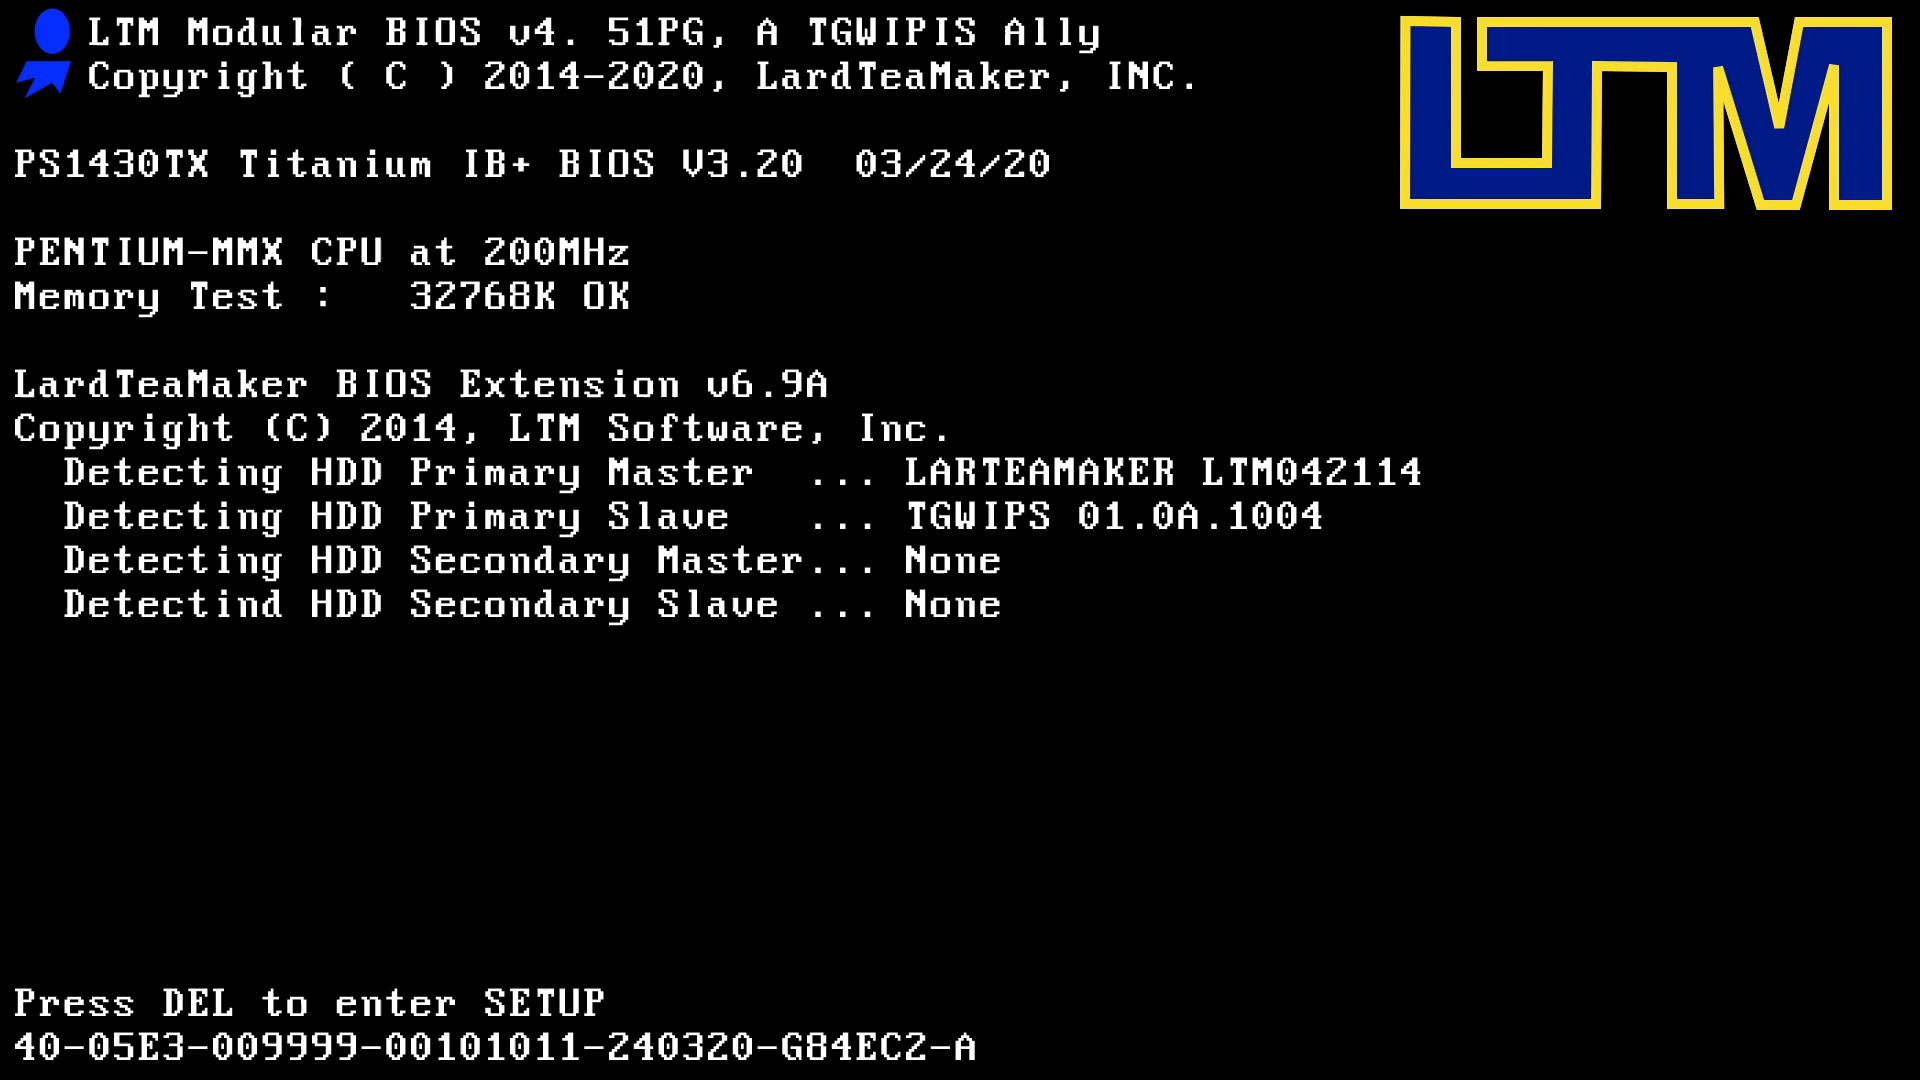 LTM Modular BIOS v4. 51PG, A TGWIPIS Ally
Copyright ( C ) 2014-2020, LardTeaMaker, INC.
LTM
PS1430TX Titanium IB+ BIOS V3.20  03/24/20
PENTIUM-MMX CPU at 200MHz
Memory Test :   32768K OK
LardTeaMaker BIOS Extension v6.9A
Copyright (C) 2014, LTM Software, Inc.
Detecting HDD Primary Master  ... LARTEAMAKER LTM042114
Detecting HDD Primary Slave   ... TGWIPS 01.0A.1004
Detecting HDD Secondary Master... None
Detectind HDD Secondary Slave ... None
Press DEL to enter SETUP
40-05E3-009999-00101011-240320-G84EC2-A